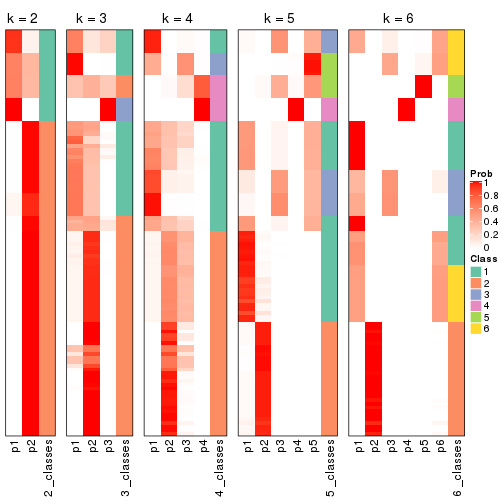 k = 2
k = 3
k = 4
k = 5
k = 6
Prob
1
0.8
0.6
0.4
0.2
0
Class
1
2
3
4
5
6
p1
p2
2_classes
p1
p2
p3
3_classes
p1
p2
p3
p4
4_classes
p1
p2
p3
p4
p5
5_classes
p1
p2
p3
p4
p5
p6
6_classes